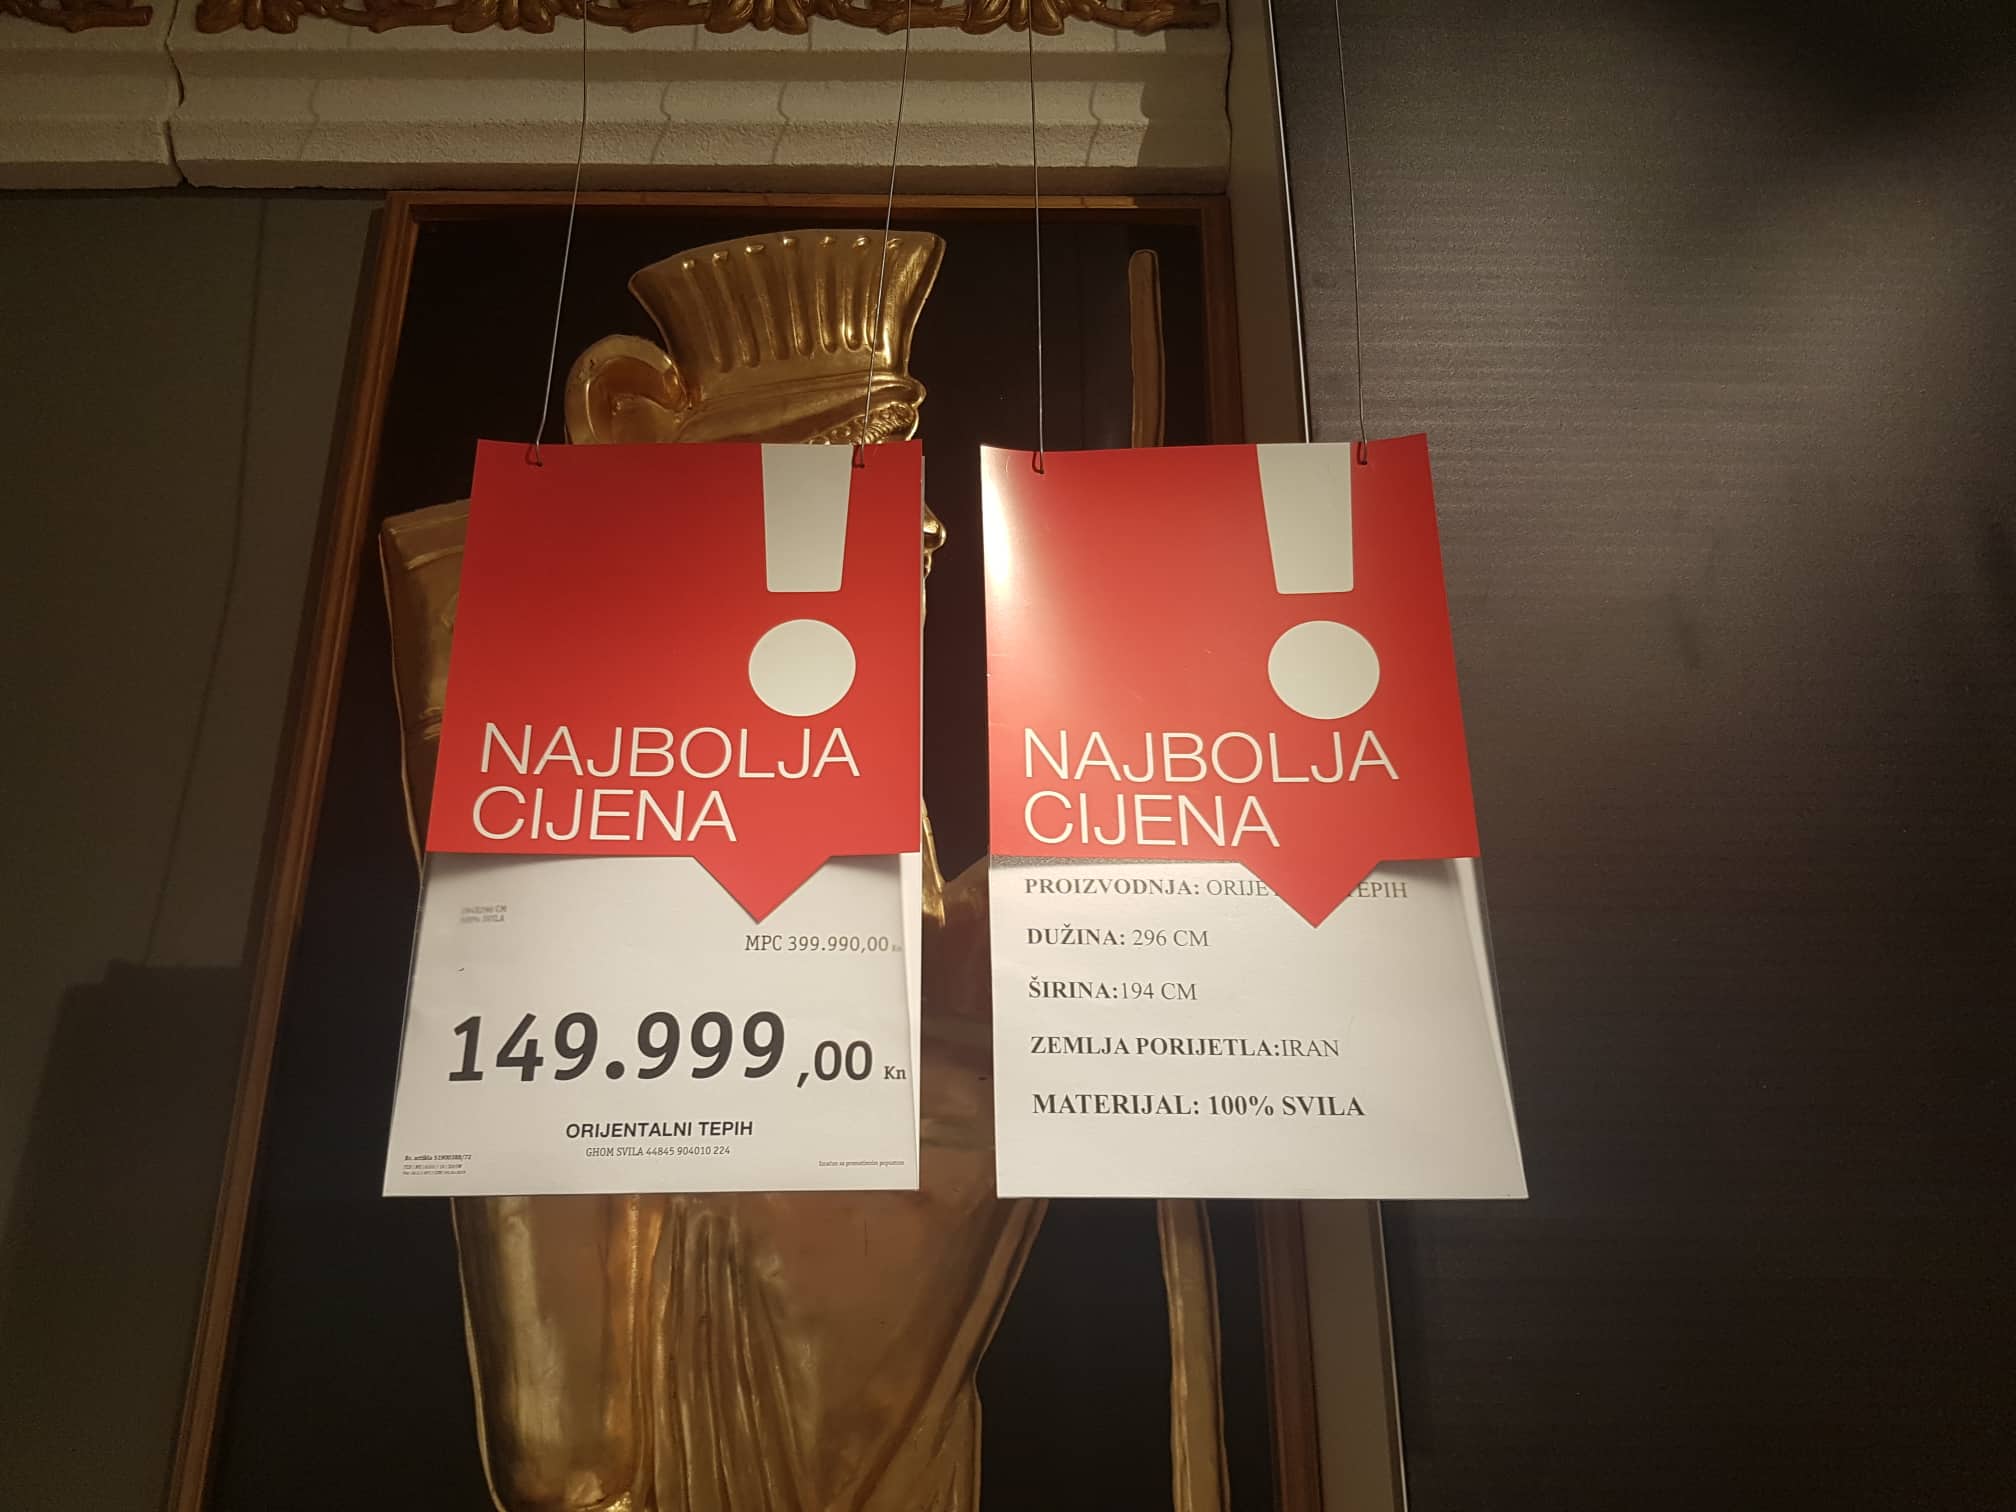 NAJBOLJA
CIJENA
MPC 399.990,00 Kn
149.999,00 Kn
ORIJENTALNI TEPIH
GHOM SVILA 44845 904010 224
NAJBOLJA
CIJENA
PROIZVODNJA: ORIJE TEPIH
DUŽINA: 296 CM
ŠIRINA:194 CM
ZEMLJA PORIJETLA:IRAN
MATERIJAL: 100% SVILA